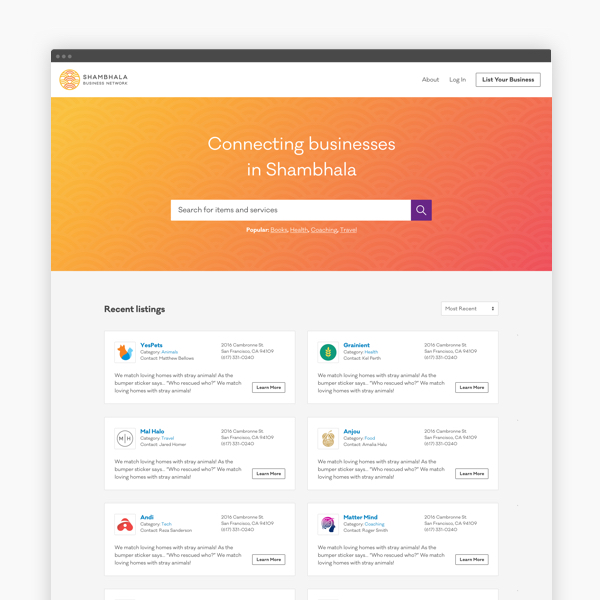 SHAMBHALA
BUSINESS NETWORK
About
Log In
List Your Business
Connecting businesses
in Shambhala
Search for items and services
Popular: Books, Health, Coaching, Travel
Recent listings
Most Recent
YesPets
Category: Animals
Contact: Matthew Bellows
2016 Cambronne St.
San Francisco, CA 94109
(617) 331-0240
We match loving homes with stray animals! As the
bumper sticker says... "Who rescued who?" We match
loving homes with stray animals!
Learn More
Grainient
Category: Health
Contact: Kal Perth
2016 Cambronne St.
San Francisco, CA 94109
(617) 331-0240
We match loving homes with stray animals! As the
bumper sticker says... "Who rescued who?" We match
loving homes with stray animals!
Learn More
M H
Mal Halo
Category: Travel
Contact: Jared Homer
2016 Cambronne St.
San Francisco, CA 94109
(617) 331-0240
We match loving homes with stray animals! As the
bumper sticker says... "Who rescued who?" We match
loving homes with stray animals!
Learn More
Anjou
Category: Food
Contact: Amelia Halu
2016 Cambronne St.
San Francisco, CA 94109
(617) 331-0240
We match loving homes with stray animals! As the
bumper sticker says... "Who rescued who?" We match
loving homes with stray animals!
Learn More
Andi
Category: Tech
Contact: Rasa Sanderson
2016 Cambronne St.
San Francisco, CA 94109
(617) 331-0240
We match loving homes with stray animals! As the
bumper sticker says... "Who rescued who?" We match
loving homes with stray animals!
Learn More
Matter Mind
Category: Coaching
Contact: Roger Smith
2016 Cambronne St.
San Francisco, CA 94109
(617) 331-0240
We match loving homes with stray animals! As the
bumper sticker says... "Who rescued who?" We match
loving homes with stray animals!
Learn More